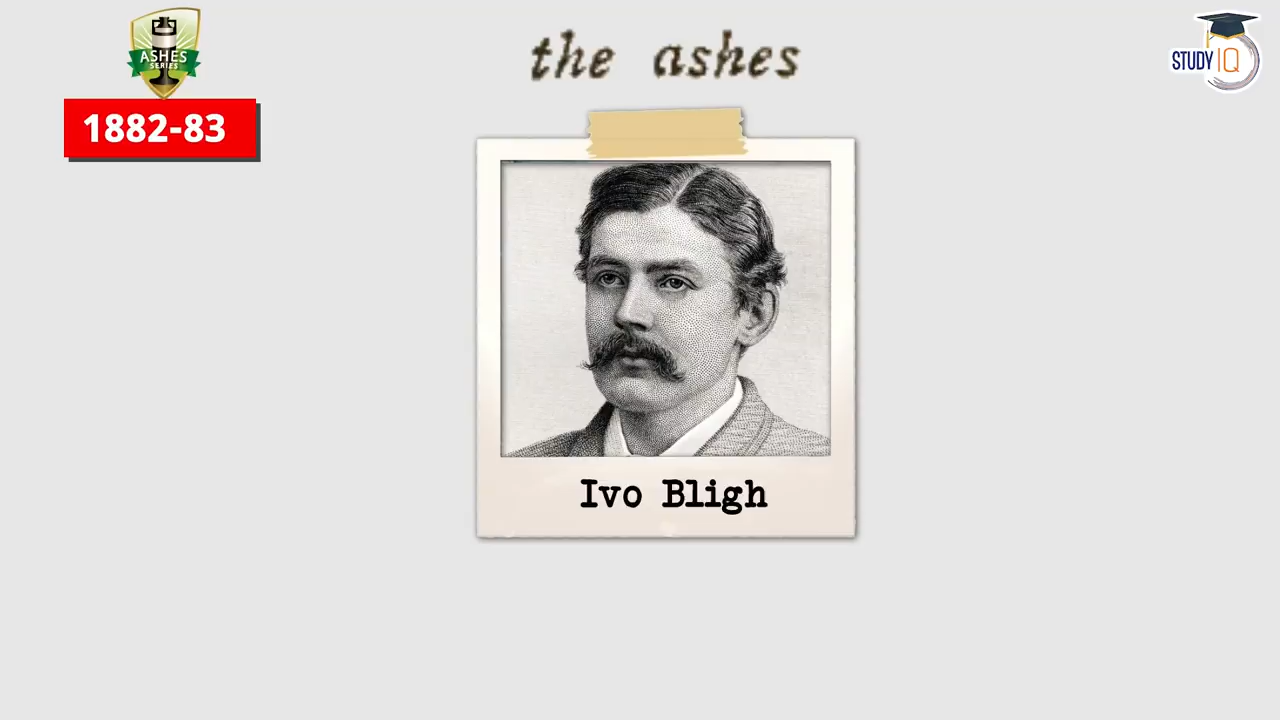 ASHES
SERIES
1882-83
the ashes
STUDY IQ
Ivo Bligh